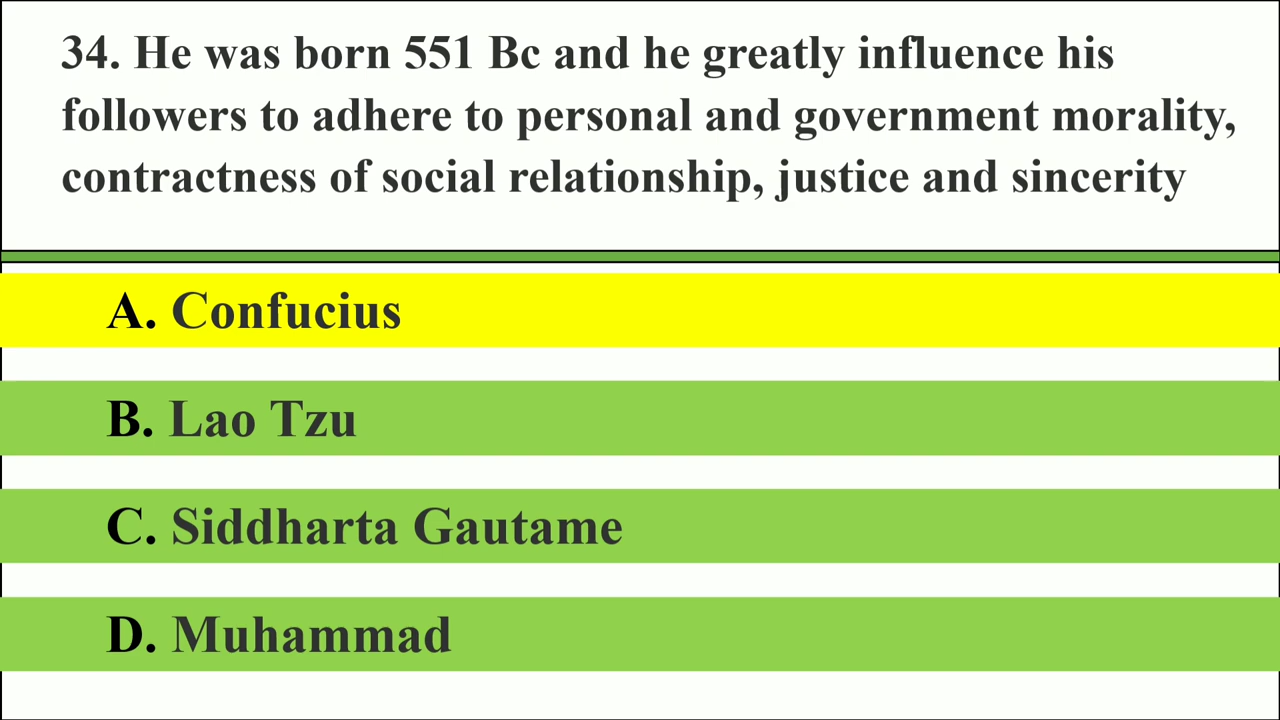 34. He was born 551 Bc and he greatly influence his
followers to adhere to personal and government morality,
contractness of social relationship, justice and sincerity
A. Confucius
B. Lao Tzu
C. Siddharta Gautame
D. Muhammad